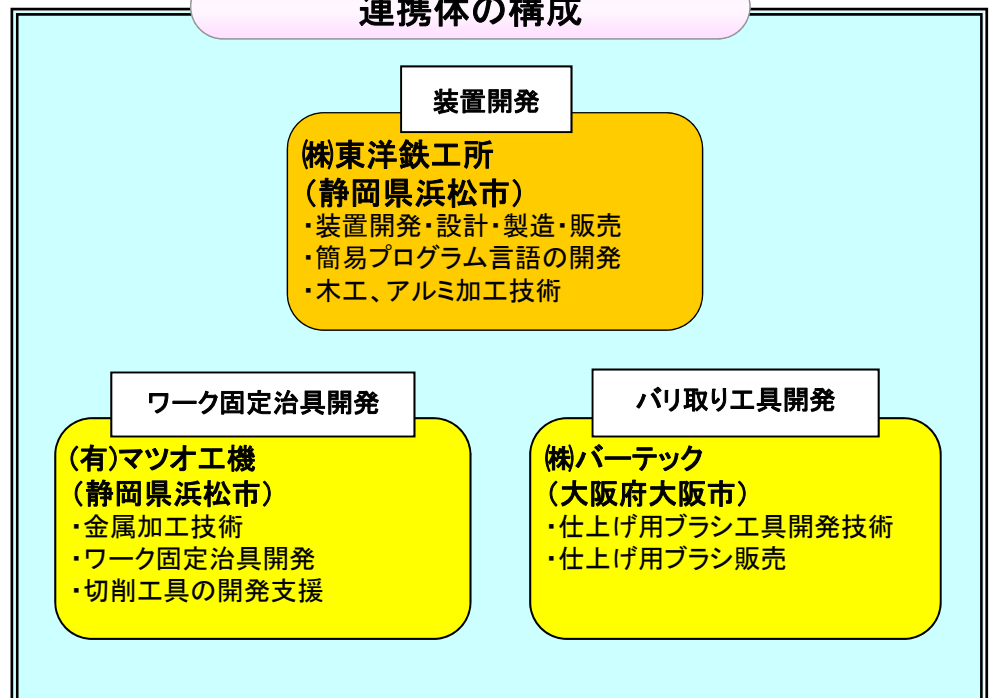 連携体の構成
装置開発
㈱東洋鉄工所
（静岡県浜松市）
・装置開発・設計・製造・販売
・簡易プログラム言語の開発
・木工、アルミ加工技術
ワーク固定治具開発
(有)マツオ工機
（静岡県浜松市）
・金属加工技術
・ワーク固定治具開発
・切削工具の開発支援
バリ取り工具開発
㈱バーテック
（大阪府大阪市）
・仕上げ用ブラシ工具開発技術
・仕上げ用ブラシ販売